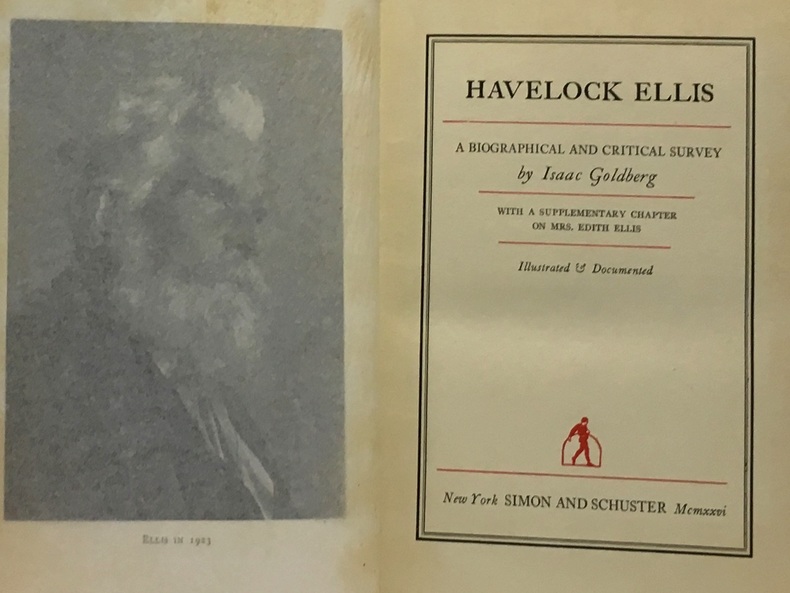 ELLIS IN 1923
HAVELOCK ELLIS
A BIOGRAPHICAL AND CRITICAL SURVEY
by Isaac Goldberg
WITH A SUPPLEMENTARY CHAPTER
ON MRS. EDITH ELLIS
Illustrated & Documented
New York SIMON AND SCHUSTER Mcmxxvi